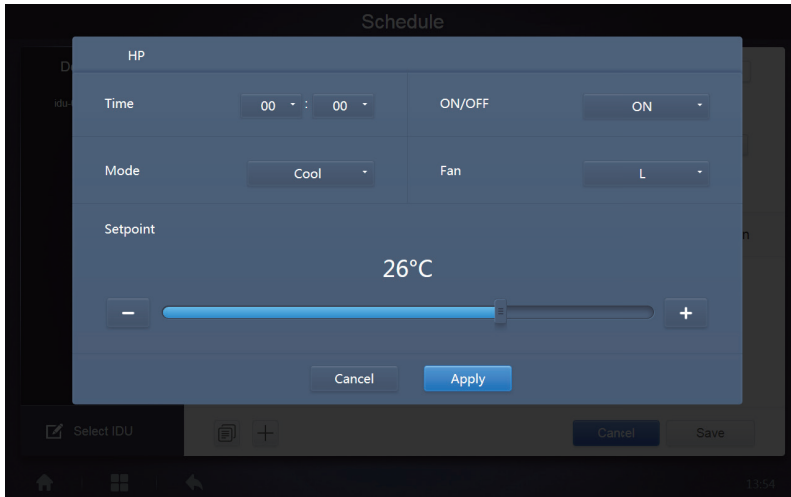 Schedule
HP
Time 00 : 00 ON/OFF ON
Mode Cool Fan L
Setpoint
26°C
Cancel Apply
Select IDU Cancel Save
13:54